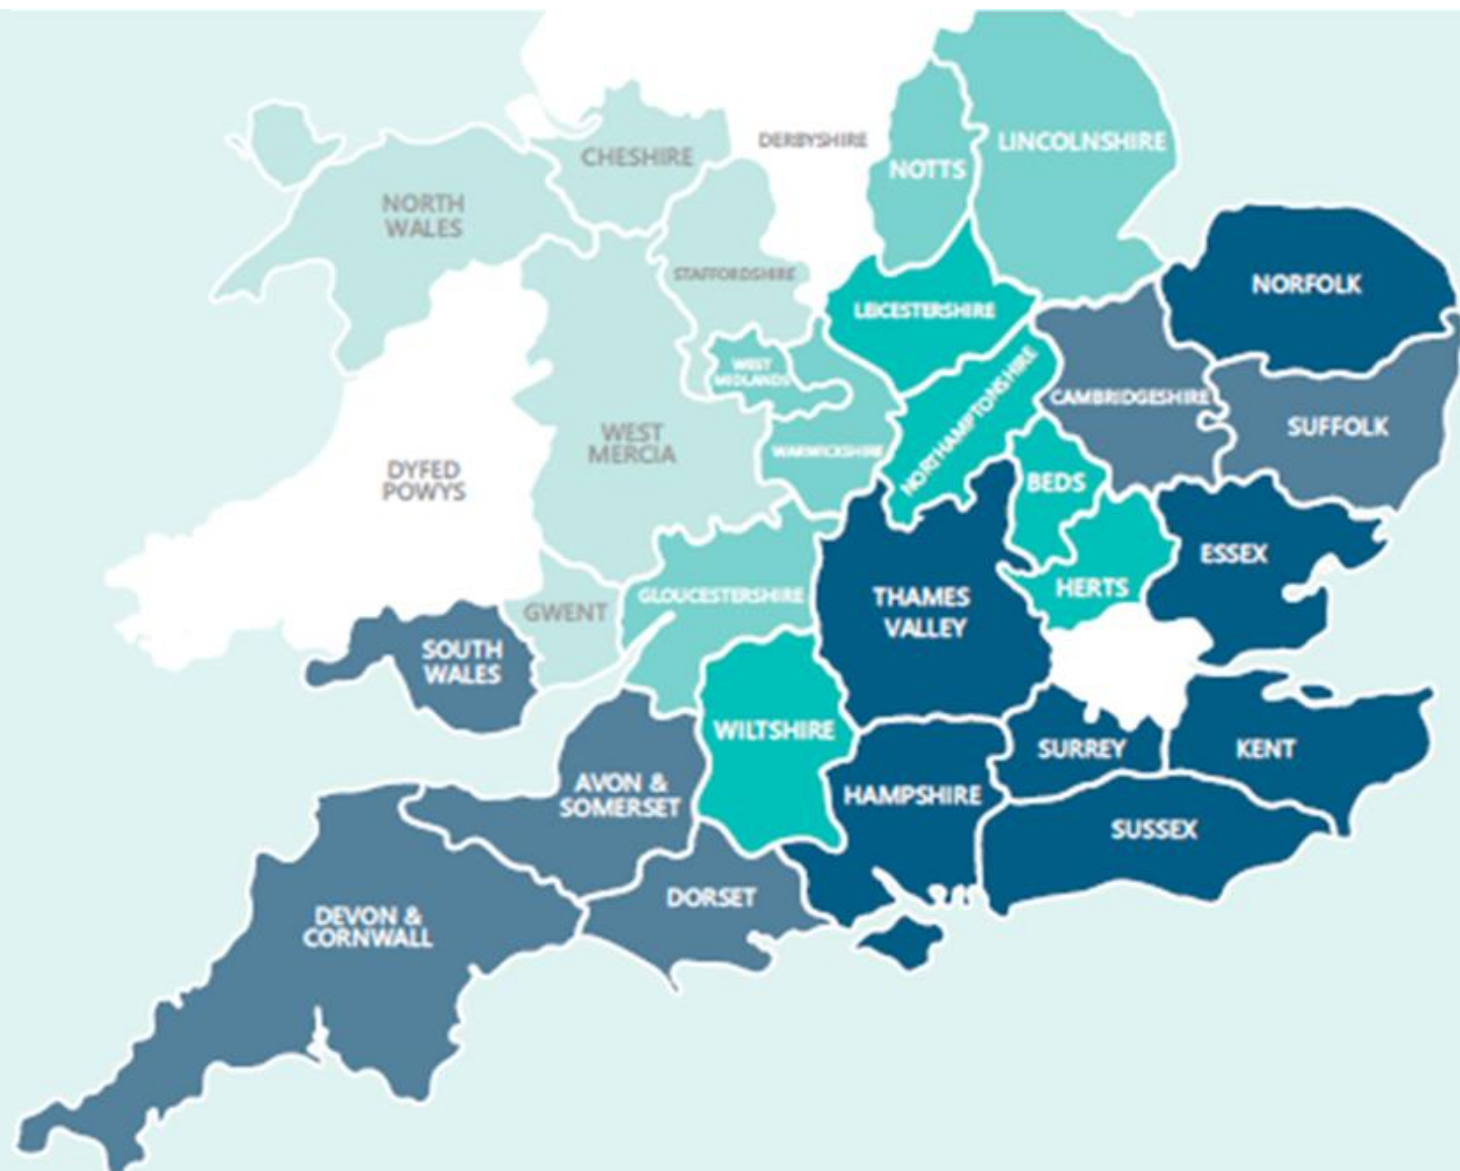 DERBYSHIRE
LINCOLNSHIRE
CHESHIRE
NOTTS
NORTH
WALES
STAFFORDSHIRE
NORFOLK
LEICESTERSHIRE
WEST
MIDLANDS
NORTHAMPTONSHIRE
CAMBRIDGESHIRE
SUFFOLK
WEST
MERCIA
WARWICKSHIRE
DYFED
POWYS
BEDS
ESSEX
HERTS
GLOUCESTERSHIRE
THAMES
VALLEY
GWENT
SOUTH
WALES
WILTSHIRE
SURREY
KENT
AVON &
SOMERSET
HAMPSHIRE
SUSSEX
DORSET
DEVON &
CORNWALL